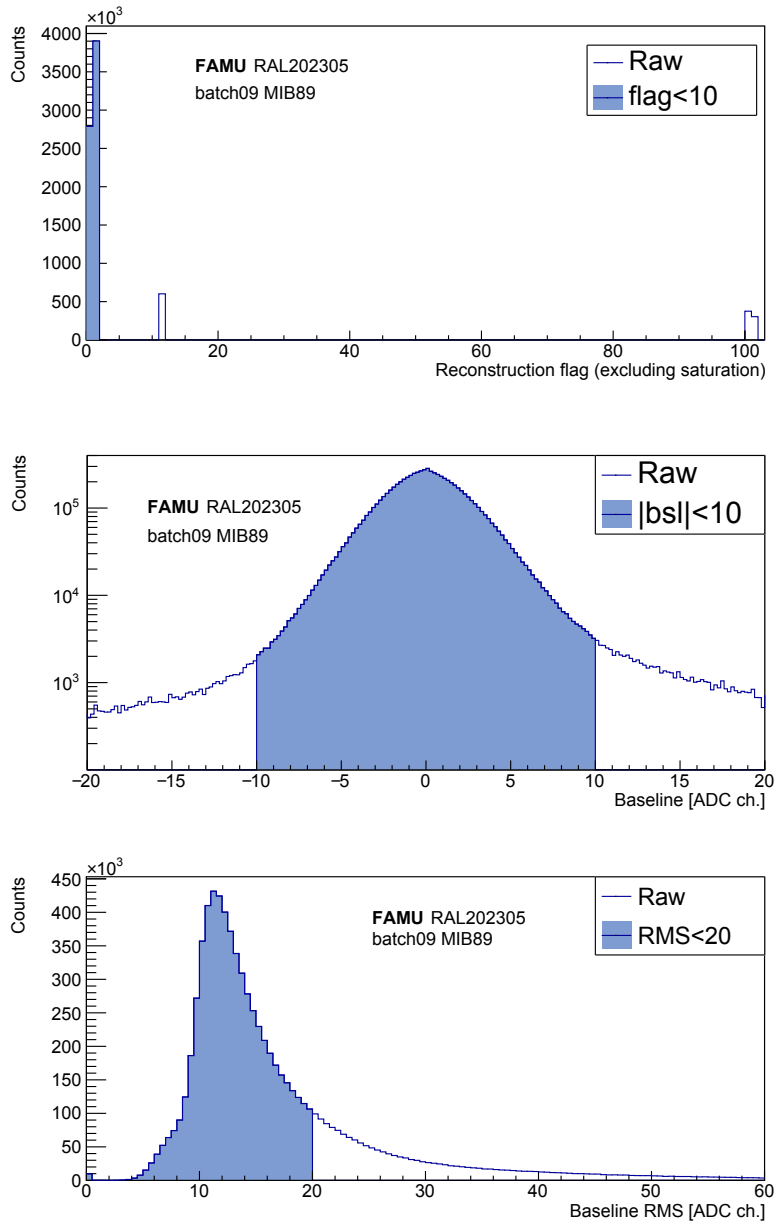 ×10³
Counts
4000
3500
3000
2500
2000
1500
1000
500
0
FAMU RAL202305
batch09 MIB89
Raw
flag<10
0 20 40 60 80 100
Reconstruction flag (excluding saturation)
Counts
10⁵
10⁴
10³
FAMU RAL202305
batch09 MIB89
Raw
|bsl|<10
−20 −15 −10 −5 0 5 10 15 20
Baseline [ADC ch.]
×10³
Counts
450
400
350
300
250
200
150
100
50
0
FAMU RAL202305
batch09 MIB89
Raw
RMS<20
0 10 20 30 40 50 60
Baseline RMS [ADC ch.]